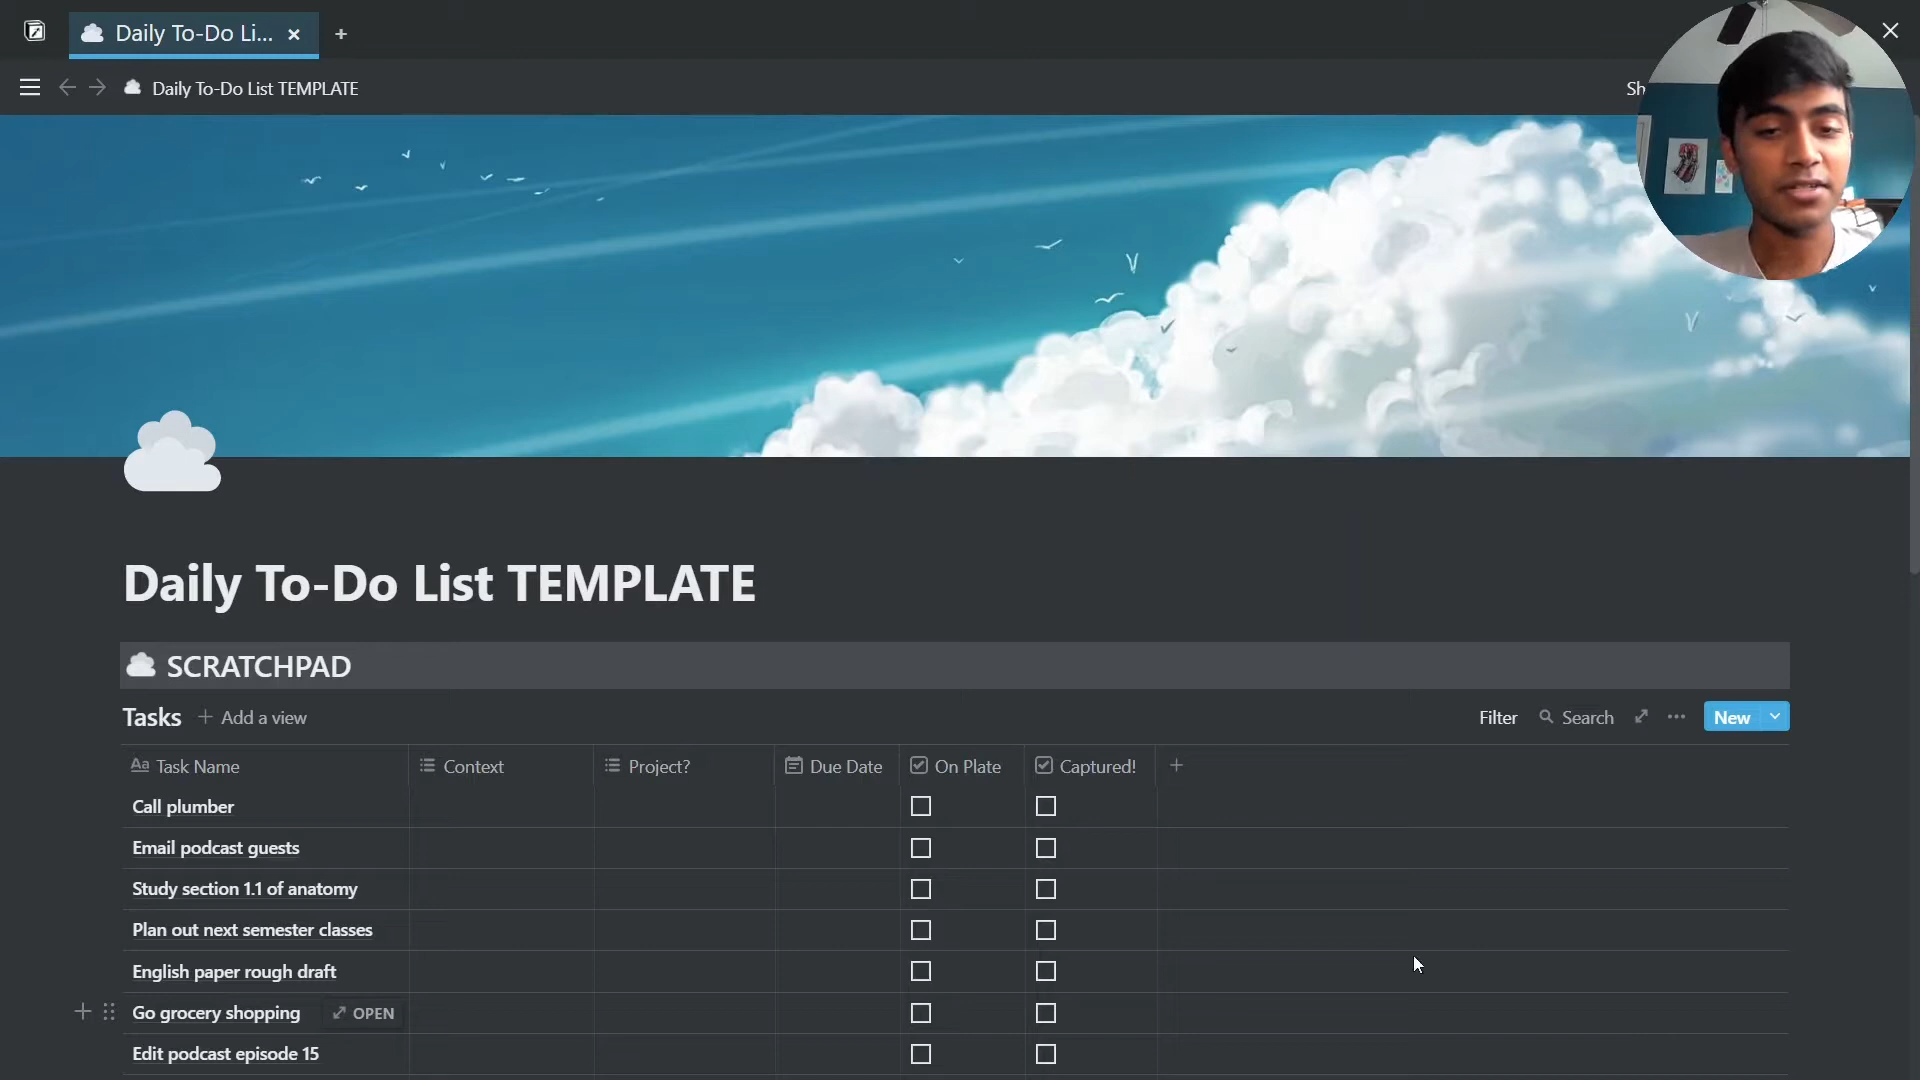 Daily To-Do Li...
Daily To-Do List TEMPLATE
Sh
Daily To-Do List TEMPLATE
SCRATCHPAD
Tasks + Add a view Filter Search New
Aa Task Name Context Project? Due Date On Plate Captured!
Call plumber
Email podcast guests
Study section 1.1 of anatomy
Plan out next semester classes
English paper rough draft
Go grocery shopping OPEN
Edit podcast episode 15